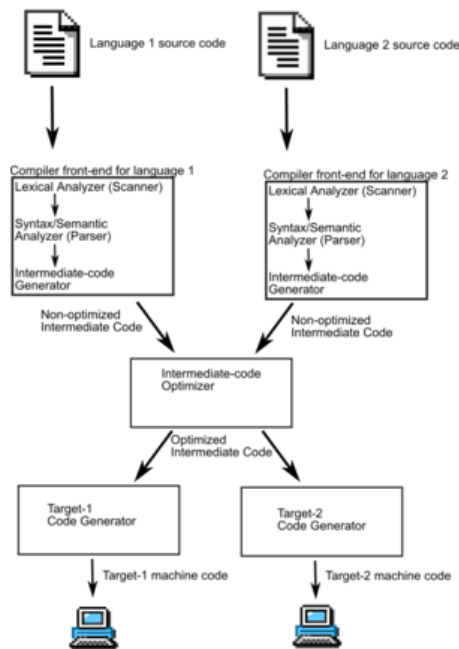 Language 1 source code
Language 2 source code
Compiler front-end for language 1
Lexical Analyzer (Scanner)
Syntax/Semantic
Analyzer (Parser)
Intermediate-code
Generator
Compiler front-end for language 2
Lexical Analyzer (Scanner)
Syntax/Semantic
Analyzer (Parser)
Intermediate-code
Generator
Non-optimized
Intermediate Code
Non-optimized
Intermediate Code
Intermediate-code
Optimizer
Optimized
Intermediate Code
Target-1
Code Generator
Target-2
Code Generator
Target-1 machine code
Target-2 machine code